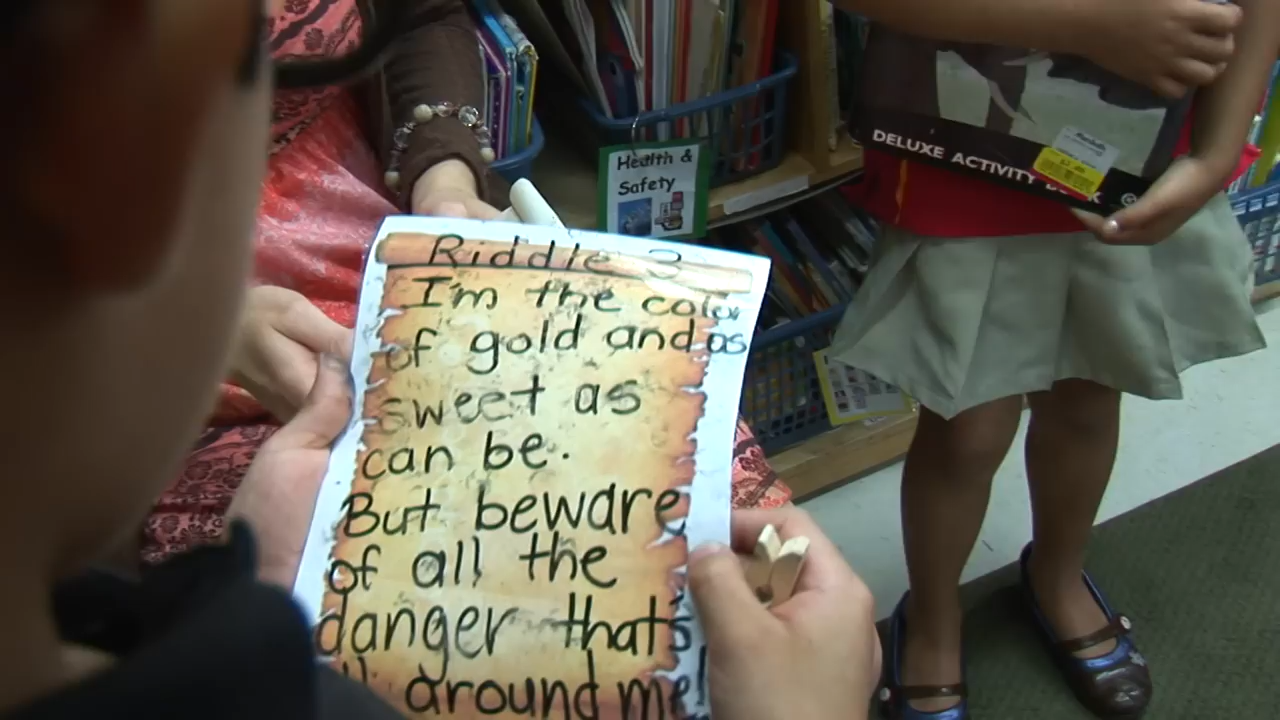 Riddle 3
I'm the color
of gold and as
sweet as
can be.
But beware
of all the
danger that's
around me!
Health &
Safety
DELUXE ACTIVITY